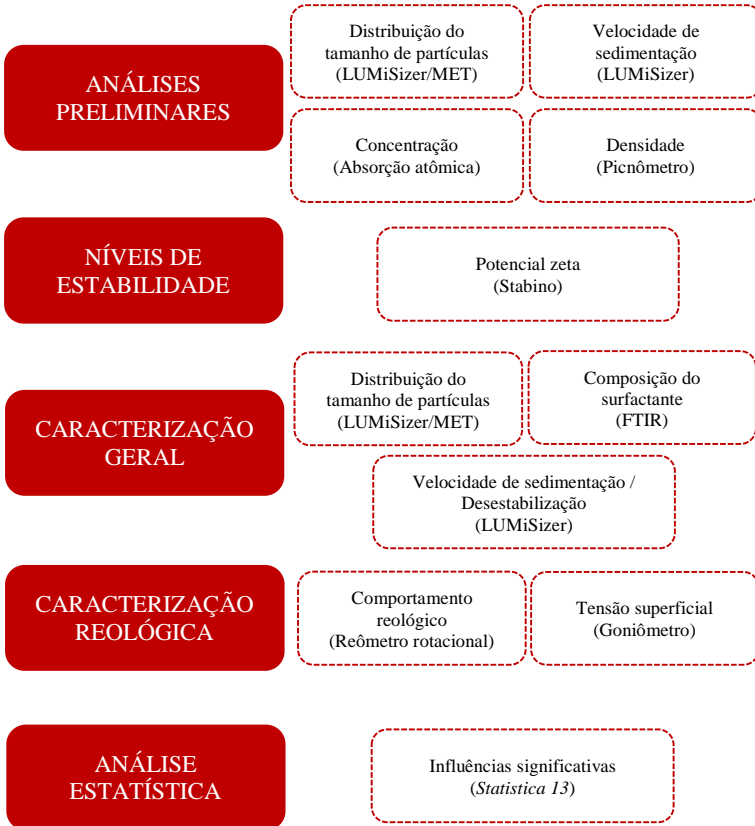 ANÁLISES
PRELIMINARES
Distribuição do
tamanho de partículas
(LUMiSizer/MET)
Velocidade de
sedimentação
(LUMiSizer)
Concentração
(Absorção atômica)
Densidade
(Picnômetro)
NÍVEIS DE
ESTABILIDADE
Potencial zeta
(Stabino)
CARACTERIZAÇÃO
GERAL
Distribuição do
tamanho de partículas
(LUMiSizer/MET)
Composição do
surfactante
(FTIR)
Velocidade de sedimentação /
Desestabilização
(LUMiSizer)
CARACTERIZAÇÃO
REOLÓGICA
Comportamento
reológico
(Reômetro rotacional)
Tensão superficial
(Goniômetro)
ANÁLISE
ESTATÍSTICA
Influências significativas
(Statistica 13)